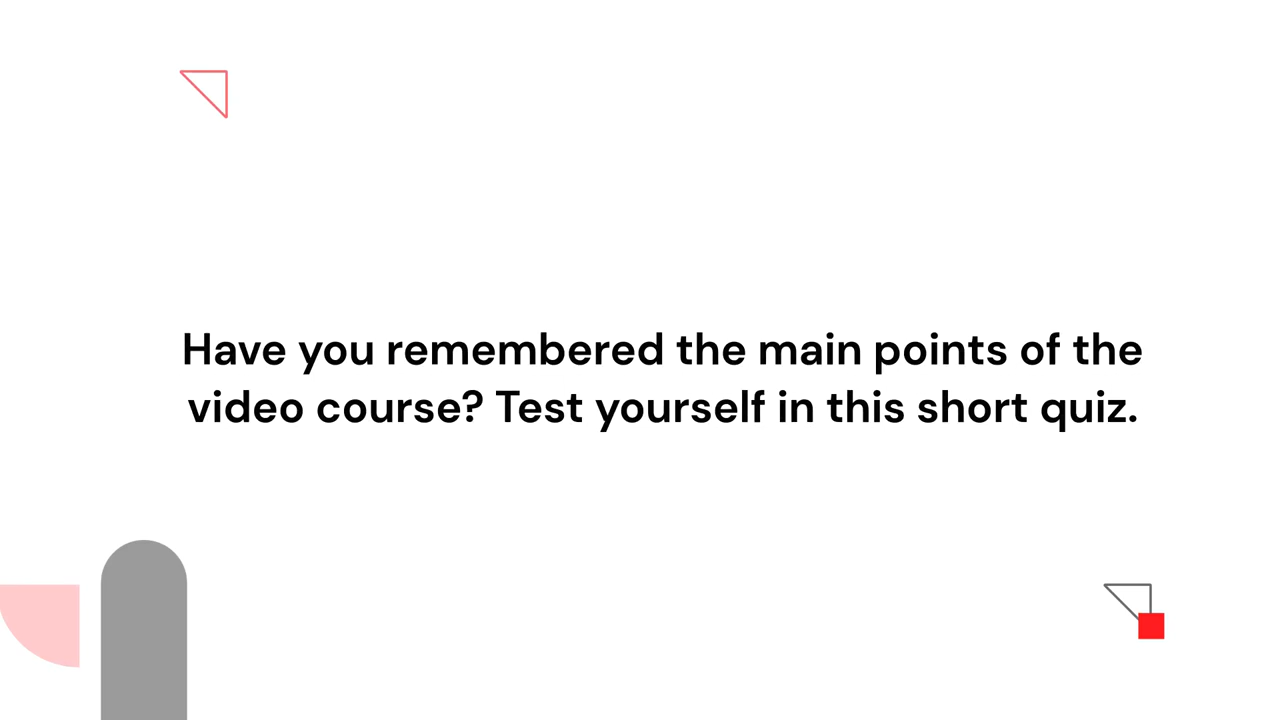 Have you remembered the main points of the
video course? Test yourself in this short quiz.